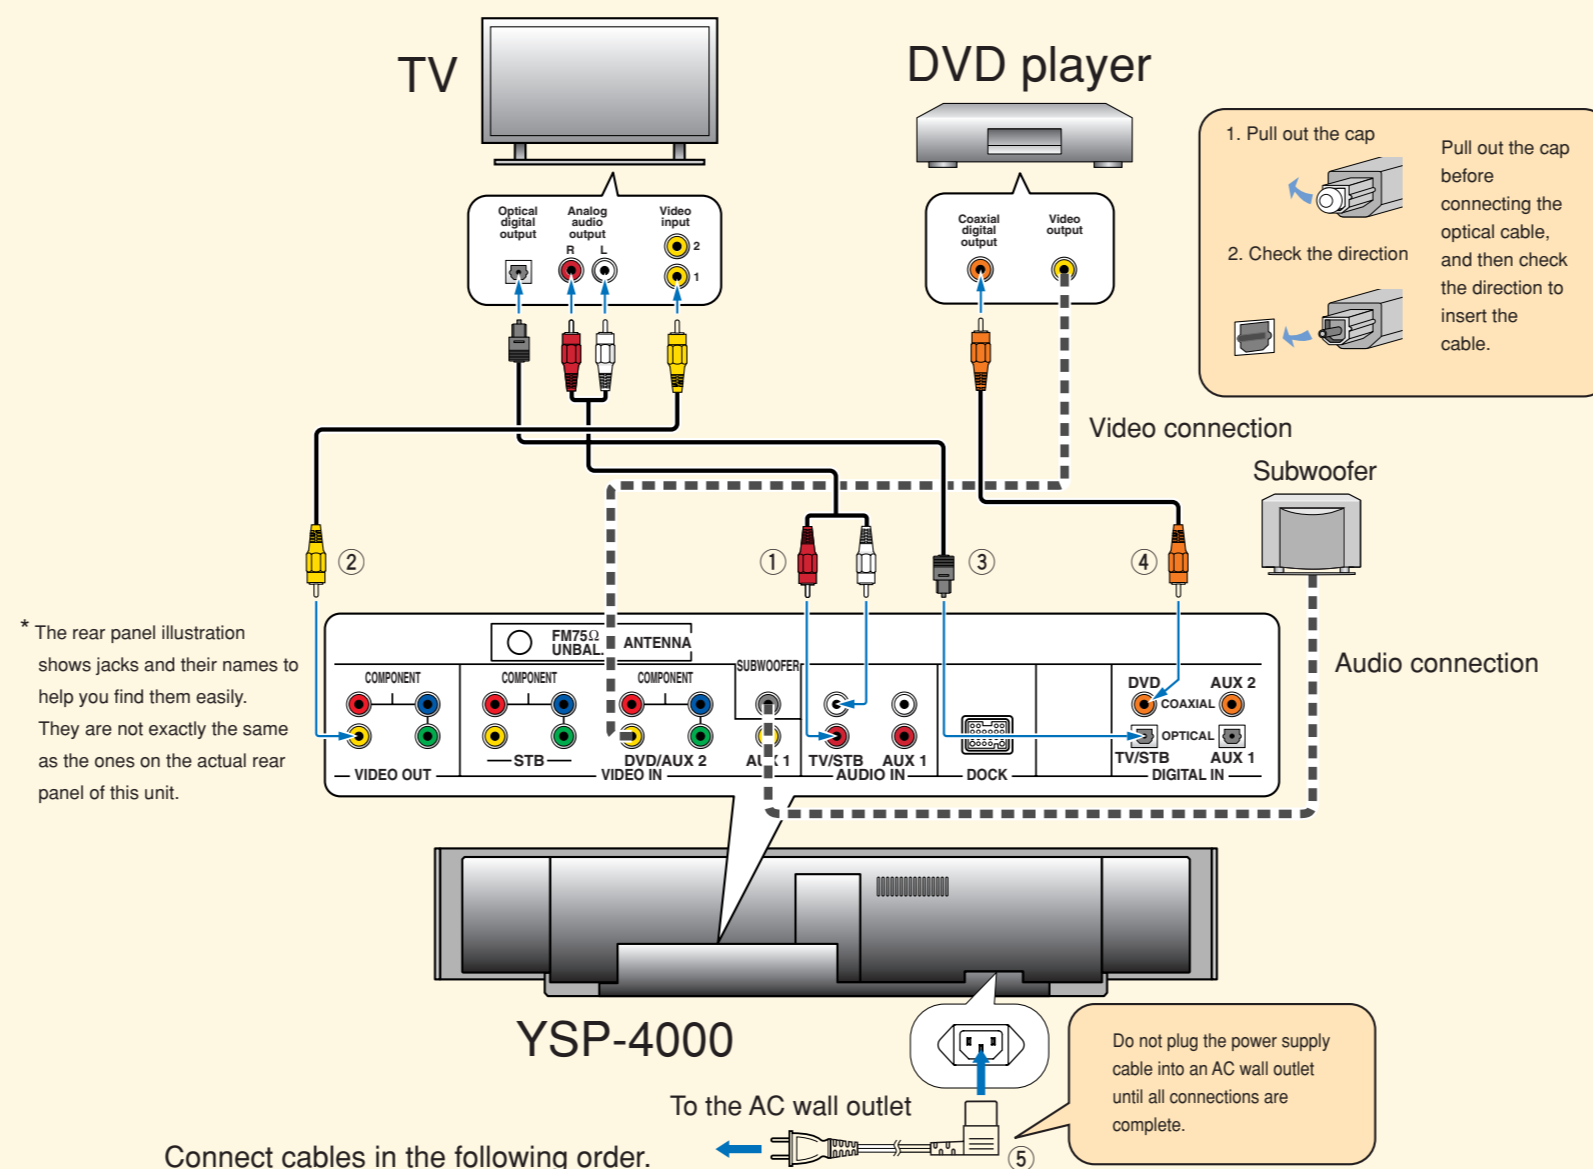 TV
DVD player
Optical
digital
output
Analog
audio
output
R L
Video
input
2
1
Coaxial
digital
output
Video
output
1. Pull out the cap
2. Check the direction
Pull out the cap
before
connecting the
optical cable,
and then check
the direction to
insert the
cable.
Video connection
Subwoofer
② ① ③ ④
* The rear panel illustration
shows jacks and their names to
help you find them easily.
They are not exactly the same
as the ones on the actual rear
panel of this unit.
FM75Ω
UNBAL.
ANTENNA
COMPONENT COMPONENT COMPONENT SUBWOOFER
DVD AUX 2
COAXIAL
OPTICAL
STB DVD/AUX 2 AUX 1 TV/STB AUX 1 TV/STB AUX 1
VIDEO OUT VIDEO IN AUDIO IN DOCK DIGITAL IN
Audio connection
YSP-4000
Do not plug the power supply
cable into an AC wall outlet
until all connections are
complete.
To the AC wall outlet
⑤
Connect cables in the following order.